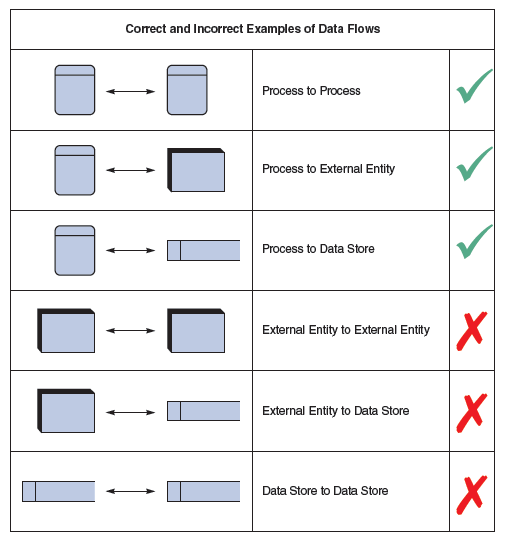 Correct and Incorrect Examples of Data Flows
Process to Process
Process to External Entity
Process to Data Store
External Entity to External Entity
External Entity to Data Store
Data Store to Data Store